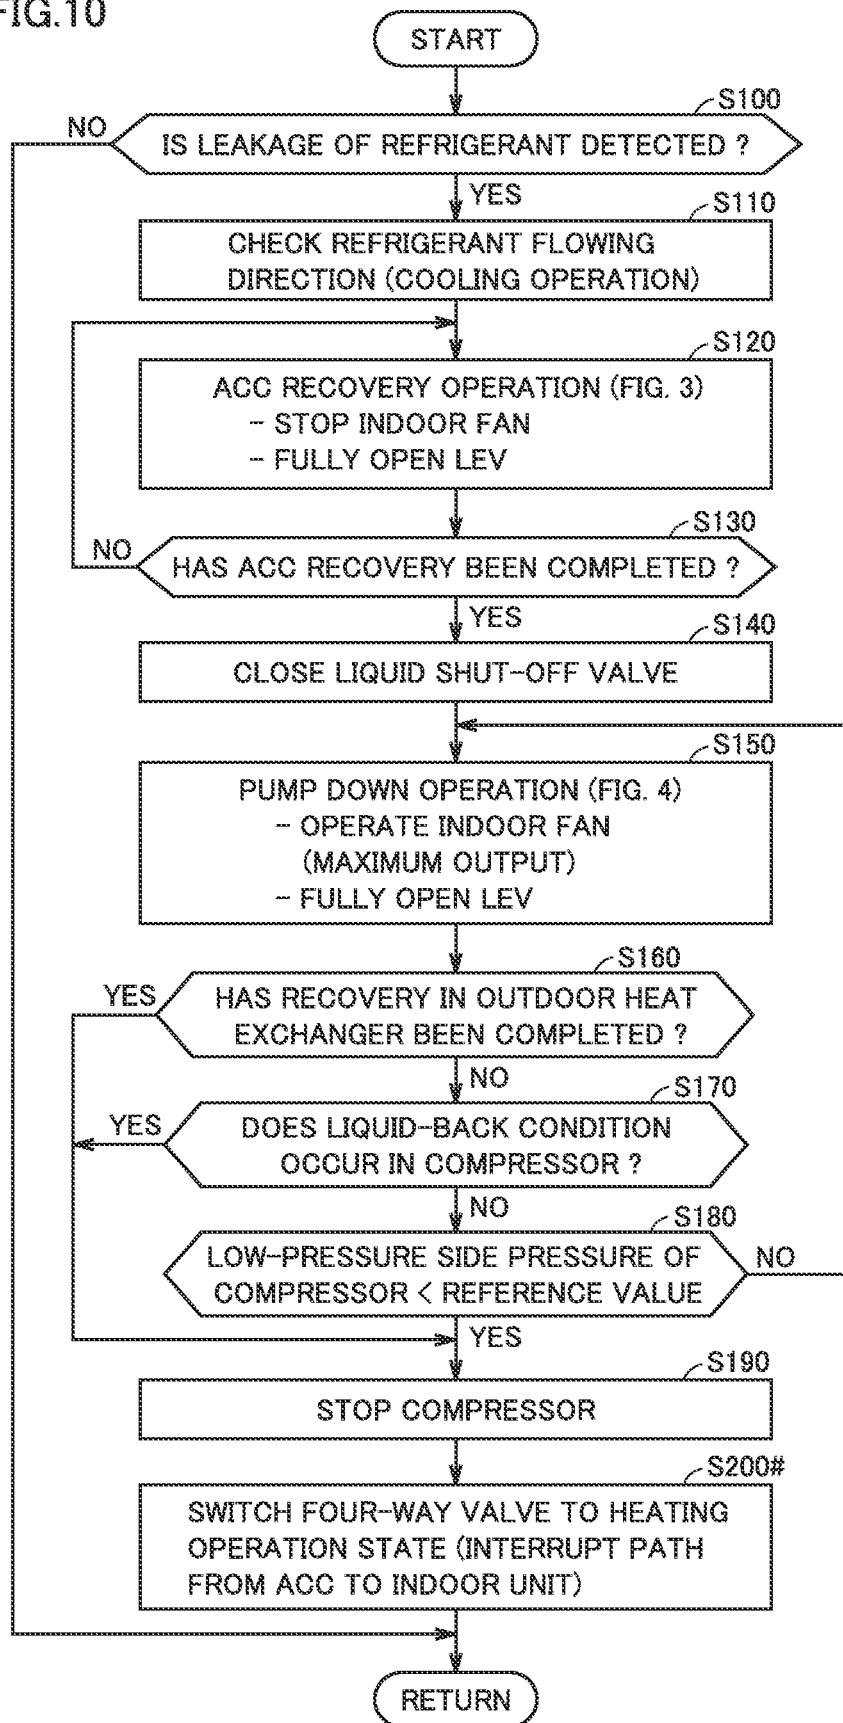 FIG.10
START
S100
NO
IS LEAKAGE OF REFRIGERANT DETECTED ?
YES
S110
CHECK REFRIGERANT FLOWING
DIRECTION (COOLING OPERATION)
S120
ACC RECOVERY OPERATION (FIG. 3)
- STOP INDOOR FAN
- FULLY OPEN LEV
S130
NO
HAS ACC RECOVERY BEEN COMPLETED ?
YES
S140
CLOSE LIQUID SHUT-OFF VALVE
S150
PUMP DOWN OPERATION (FIG. 4)
- OPERATE INDOOR FAN
(MAXIMUM OUTPUT)
- FULLY OPEN LEV
S160
YES
HAS RECOVERY IN OUTDOOR HEAT
EXCHANGER BEEN COMPLETED ?
NO
S170
YES
DOES LIQUID-BACK CONDITION
OCCUR IN COMPRESSOR ?
NO
S180
LOW-PRESSURE SIDE PRESSURE OF
COMPRESSOR < REFERENCE VALUE
NO
YES
S190
STOP COMPRESSOR
S200#
SWITCH FOUR-WAY VALVE TO HEATING
OPERATION STATE (INTERRUPT PATH
FROM ACC TO INDOOR UNIT)
RETURN